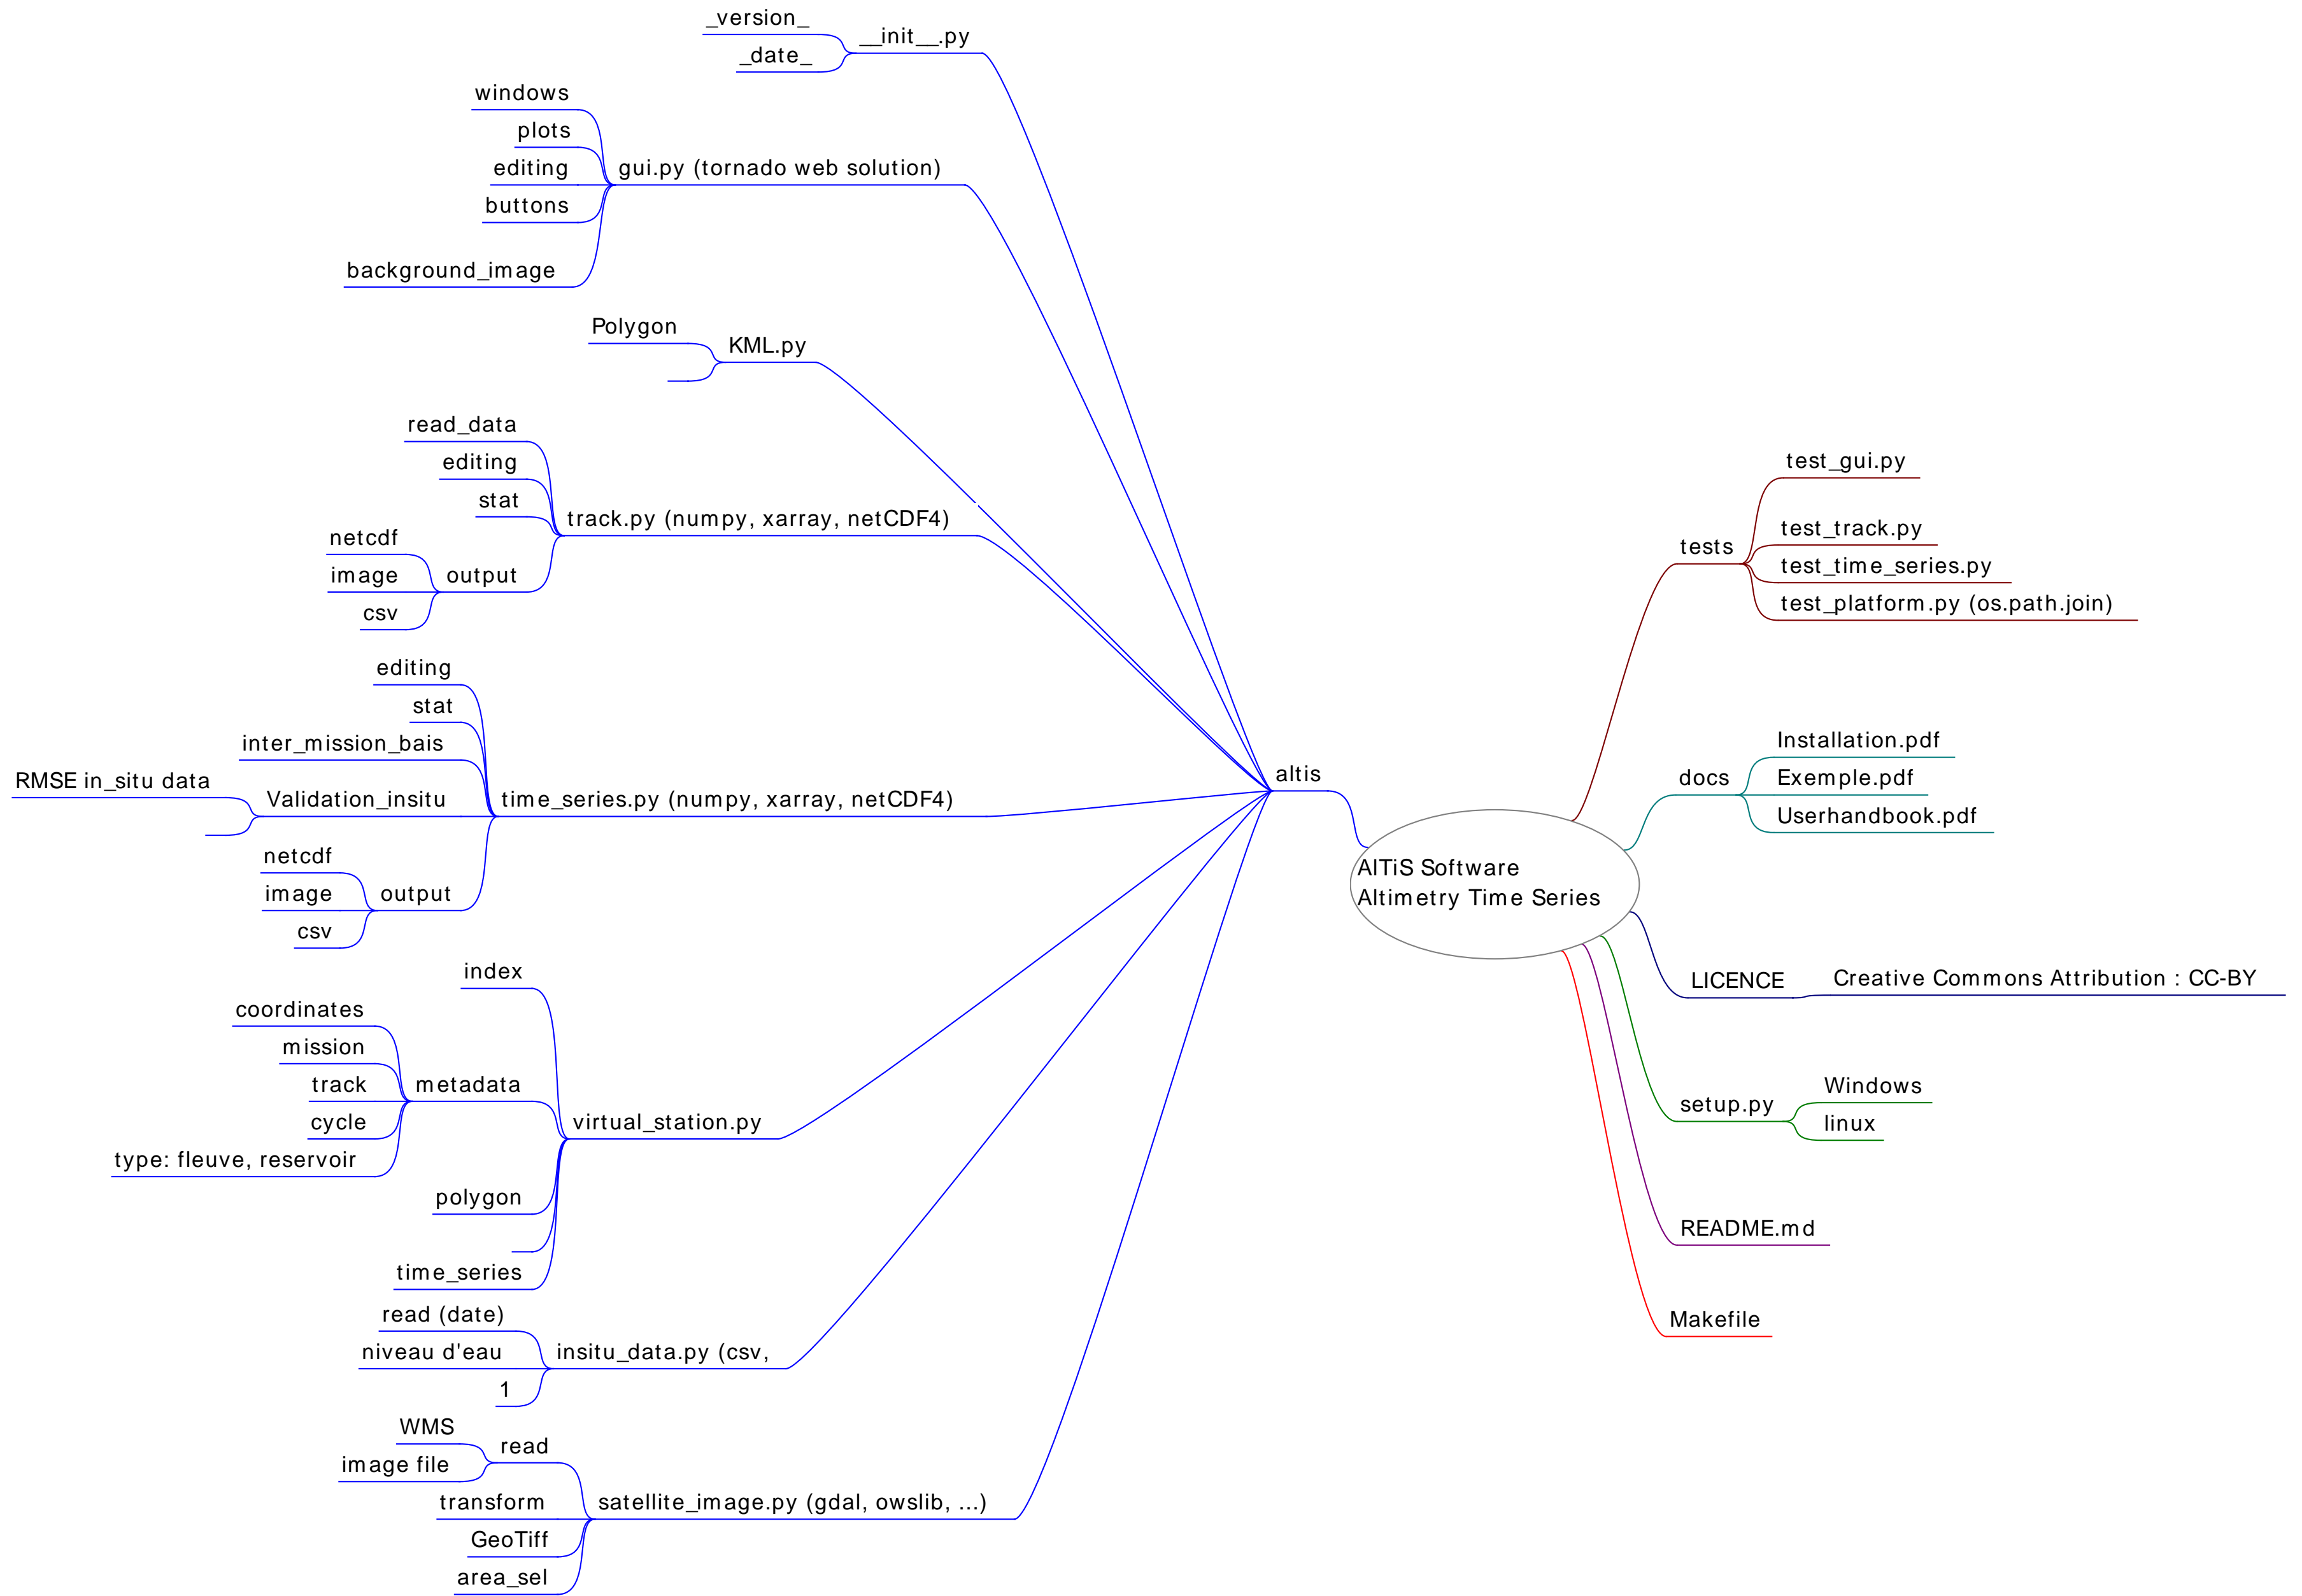 _version_
_date_
__init__.py
windows
plots
editing
buttons
background_image
gui.py (tornado web solution)
Polygon
KML.py
read_data
editing
stat
netcdf
image
csv
output
track.py (numpy, xarray, netCDF4)
editing
stat
inter_mission_bais
RMSE in_situ data
Validation_insitu
netcdf
image
csv
output
time_series.py (numpy, xarray, netCDF4)
index
coordinates
mission
track
cycle
type: fleuve, reservoir
metadata
polygon
time_series
virtual_station.py
read (date)
niveau d'eau
1
insitu_data.py (csv,
WMS
image file
read
transform
GeoTiff
area_sel
satellite_image.py (gdal, owslib, ...)
altis
AlTiS Software
Altimetry Time Series
tests
test_gui.py
test_track.py
test_time_series.py
test_platform.py (os.path.join)
docs
Installation.pdf
Exemple.pdf
Userhandbook.pdf
LICENCE
Creative Commons Attribution : CC-BY
setup.py
Windows
linux
README.md
Makefile